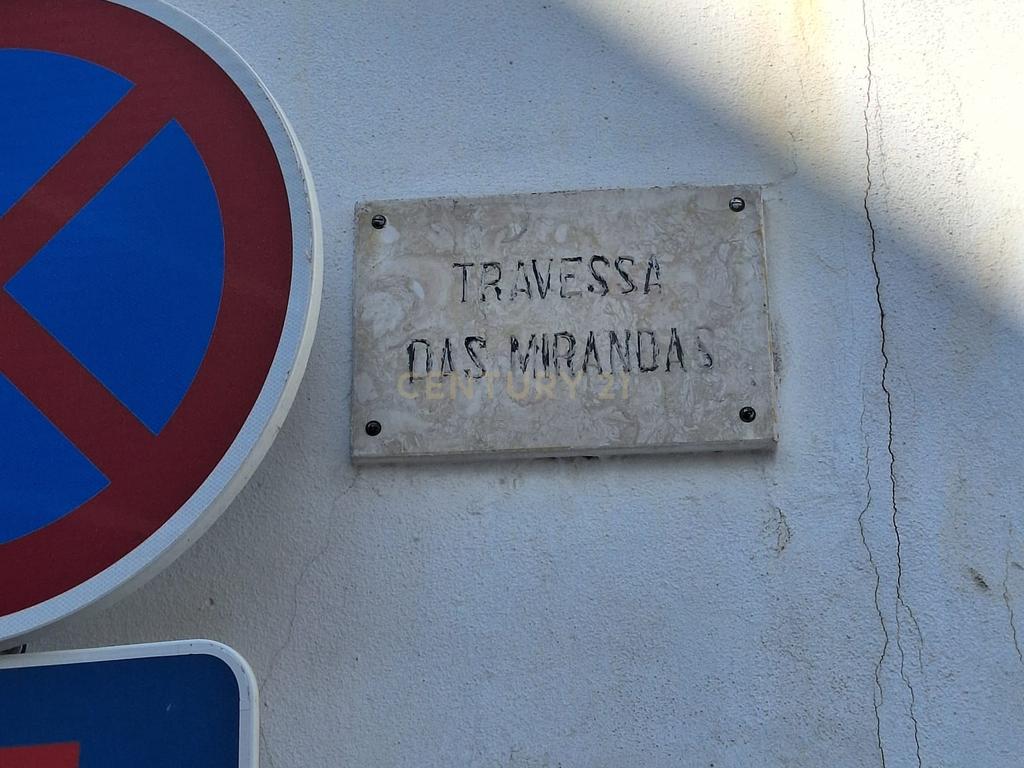 TRAVESSA
DAS MIRANDAS
CENTURY 21